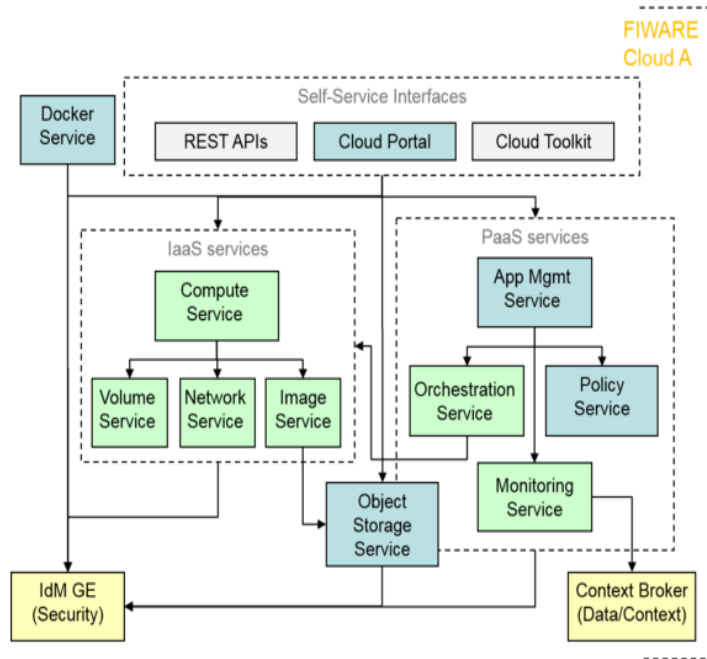 FIWARE
Cloud A
Self-Service Interfaces
Docker
Service
REST APIs
Cloud Portal
Cloud Toolkit
IaaS services
PaaS services
Compute
Service
App Mgmt
Service
Volume
Service
Network
Service
Image
Service
Orchestration
Service
Policy
Service
Object
Storage
Service
Monitoring
Service
IdM GE
(Security)
Context Broker
(Data/Context)